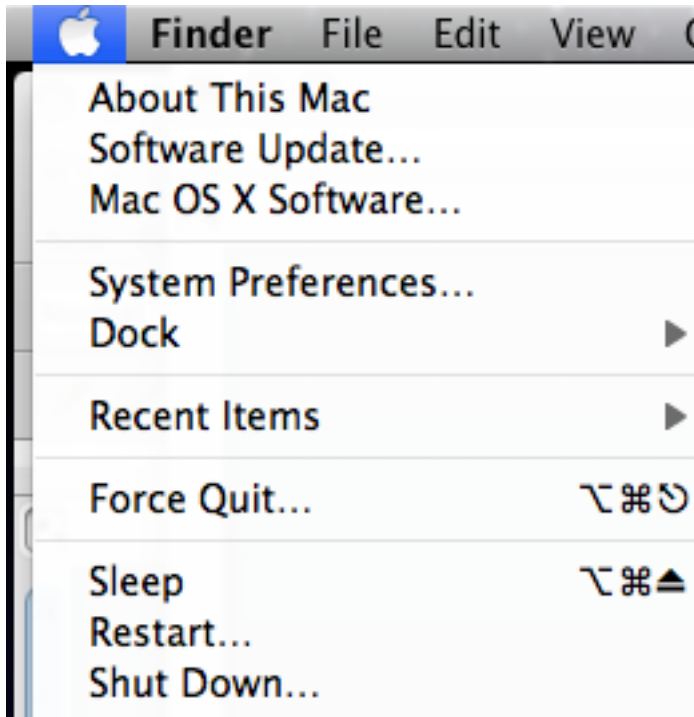 Finder File Edit View
About This Mac
Software Update...
Mac OS X Software...
System Preferences...
Dock
Recent Items
Force Quit... ⌥⌘⎋
Sleep ⌥⌘⏏
Restart...
Shut Down...